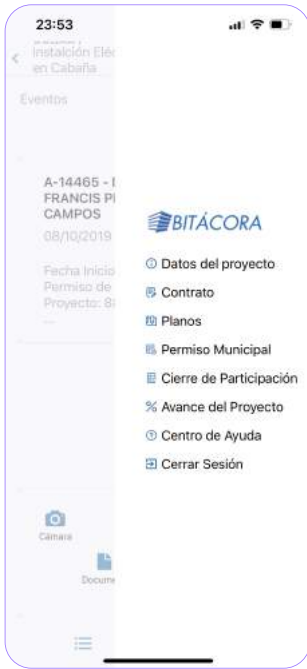 23:53
Instalción Eléc
en Cabaña
Eventos
A-14465 -
FRANCIS
CAMPOS
08/10/2019
Fecha Inicio
Permiso de
Proyecto:
...
BITÁCORA
Datos del proyecto
Contrato
Planos
Permiso Municipal
Cierre de Participación
Avance del Proyecto
Centro de Ayuda
Cerrar Sesión
Cámara
Docume